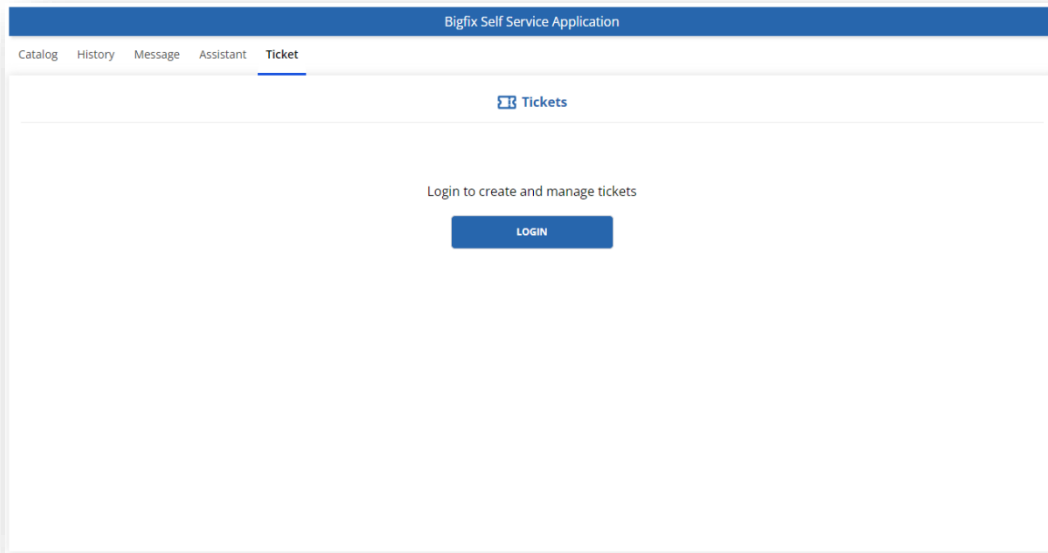 Bigfix Self Service Application
Catalog History Message Assistant Ticket
Tickets
Login to create and manage tickets
LOGIN